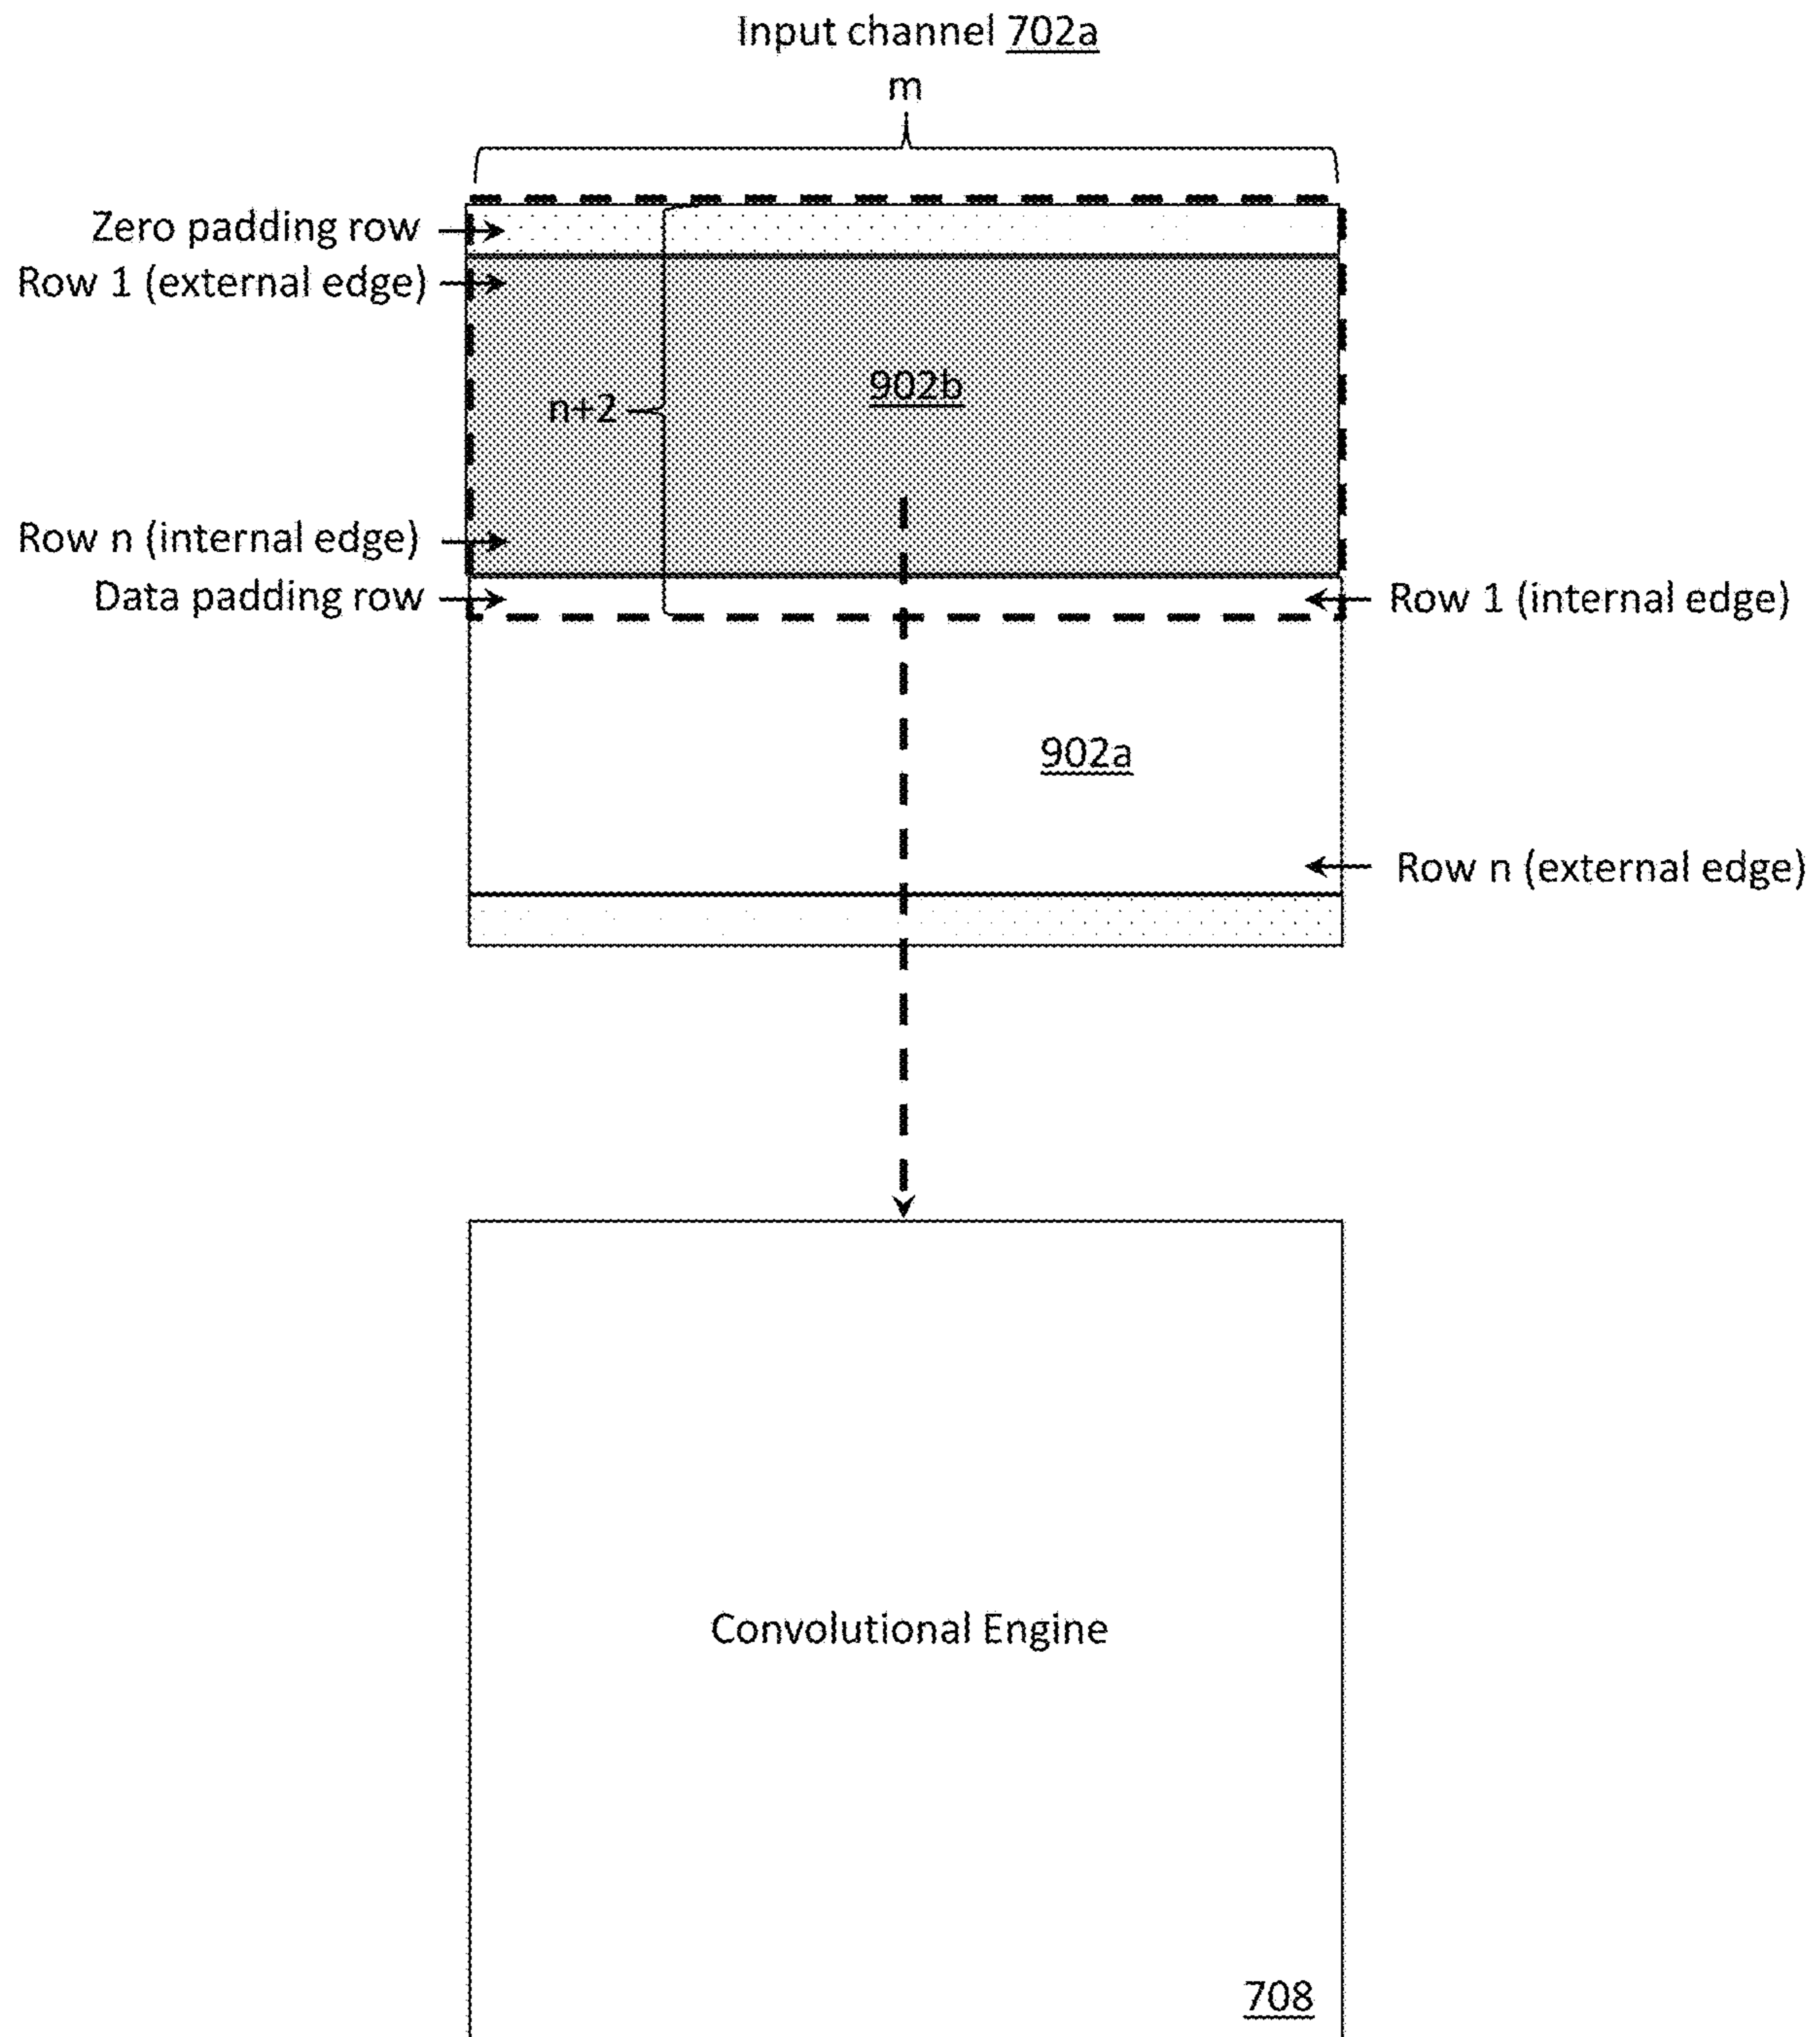 Input channel 702a
m
Zero padding row
Row 1 (external edge)
902b
n+2
Row n (internal edge)
Data padding row
Row 1 (internal edge)
902a
Row n (external edge)
Convolutional Engine
708